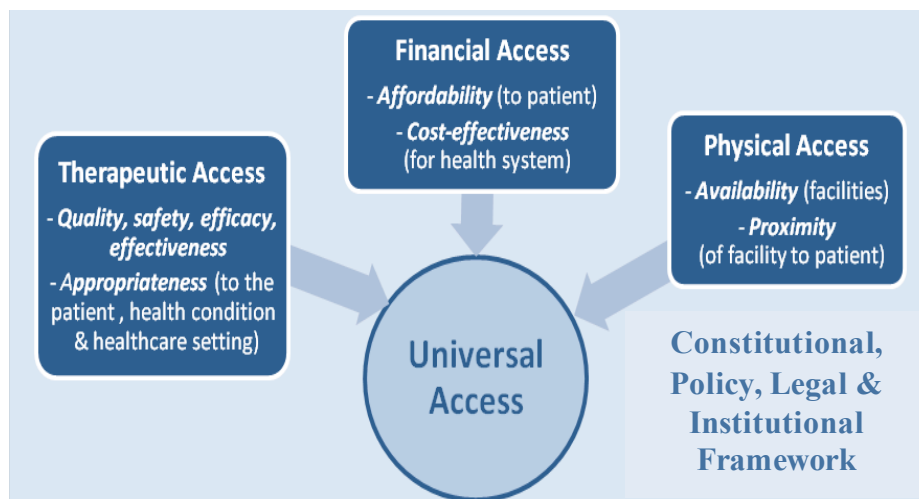 Financial Access
- Affordability (to patient)
- Cost-effectiveness
(for health system)
Therapeutic Access
- Quality, safety, efficacy,
effectiveness
- Appropriateness (to the
patient , health condition
& healthcare setting)
Physical Access
- Availability (facilities)
- Proximity
(of facility to patient)
Universal
Access
Constitutional,
Policy, Legal &
Institutional
Framework